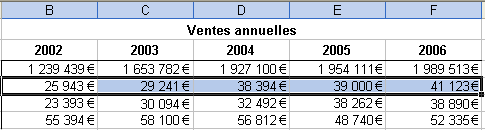 B C D E F
Ventes annuelles
2002 2003 2004 2005 2006
1 239 439 € 1 653 782 € 1 927 100 € 1 954 111 € 1 989 513 €
25 943 € 29 241 € 38 394 € 39 000 € 41 123 €
23 393 € 30 094 € 32 492 € 38 262 € 38 890 €
55 394 € 58 100 € 56 812 € 48 740 € 52 335 €